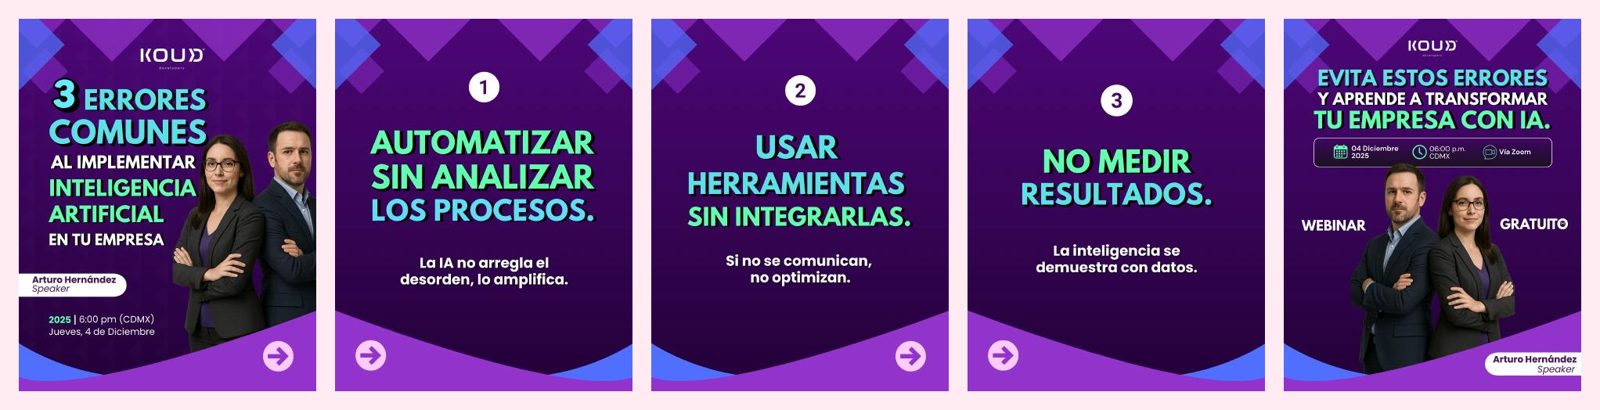 KOUD
developers
3 ERRORES
COMUNES
AL IMPLEMENTAR
INTELIGENCIA
ARTIFICIAL
EN TU EMPRESA
Arturo Hernández
Speaker
2025 | 6:00 pm (CDMX)
Jueves, 4 de Diciembre
1
AUTOMATIZAR
SIN ANALIZAR
LOS PROCESOS.
La IA no arregla el
desorden, lo amplifica.
2
USAR
HERRAMIENTAS
SIN INTEGRARLAS.
Si no se comunican,
no optimizan.
3
NO MEDIR
RESULTADOS.
La inteligencia se
demuestra con datos.
KOUD
developers
EVITA ESTOS ERRORES
Y APRENDE A TRANSFORMAR
TU EMPRESA CON IA.
04 Diciembre
2025
06:00 p.m.
CDMX
Vía Zoom
WEBINAR
GRATUITO
Arturo Hernández
Speaker